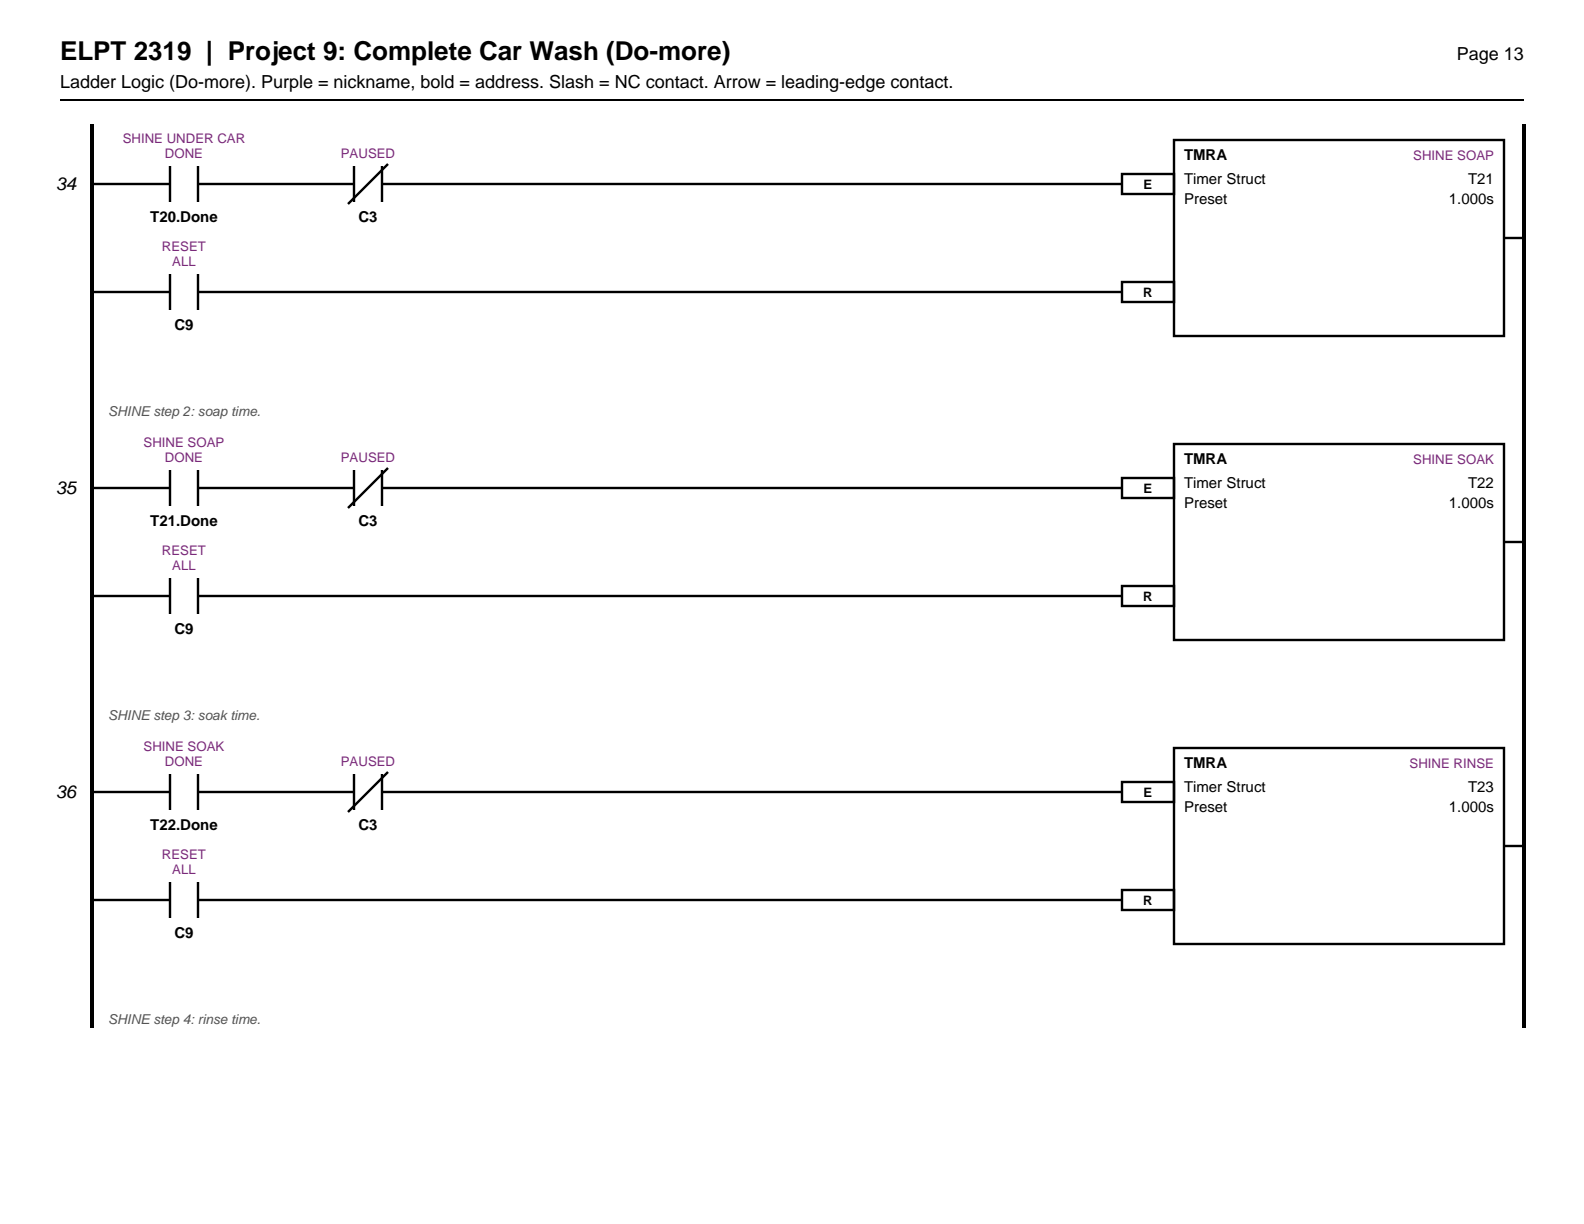 ELPT 2319 | Project 9: Complete Car Wash (Do-more)
Page 13
Ladder Logic (Do-more). Purple = nickname, bold = address. Slash = NC contact. Arrow = leading-edge contact.
34
SHINE UNDER CAR
DONE
T20.Done
PAUSED
C3
E
TMRA SHINE SOAP
Timer Struct T21
Preset 1.000s
RESET
ALL
C9
R
SHINE step 2: soap time.
35
SHINE SOAP
DONE
T21.Done
PAUSED
C3
E
TMRA SHINE SOAK
Timer Struct T22
Preset 1.000s
RESET
ALL
C9
R
SHINE step 3: soak time.
36
SHINE SOAK
DONE
T22.Done
PAUSED
C3
E
TMRA SHINE RINSE
Timer Struct T23
Preset 1.000s
RESET
ALL
C9
R
SHINE step 4: rinse time.